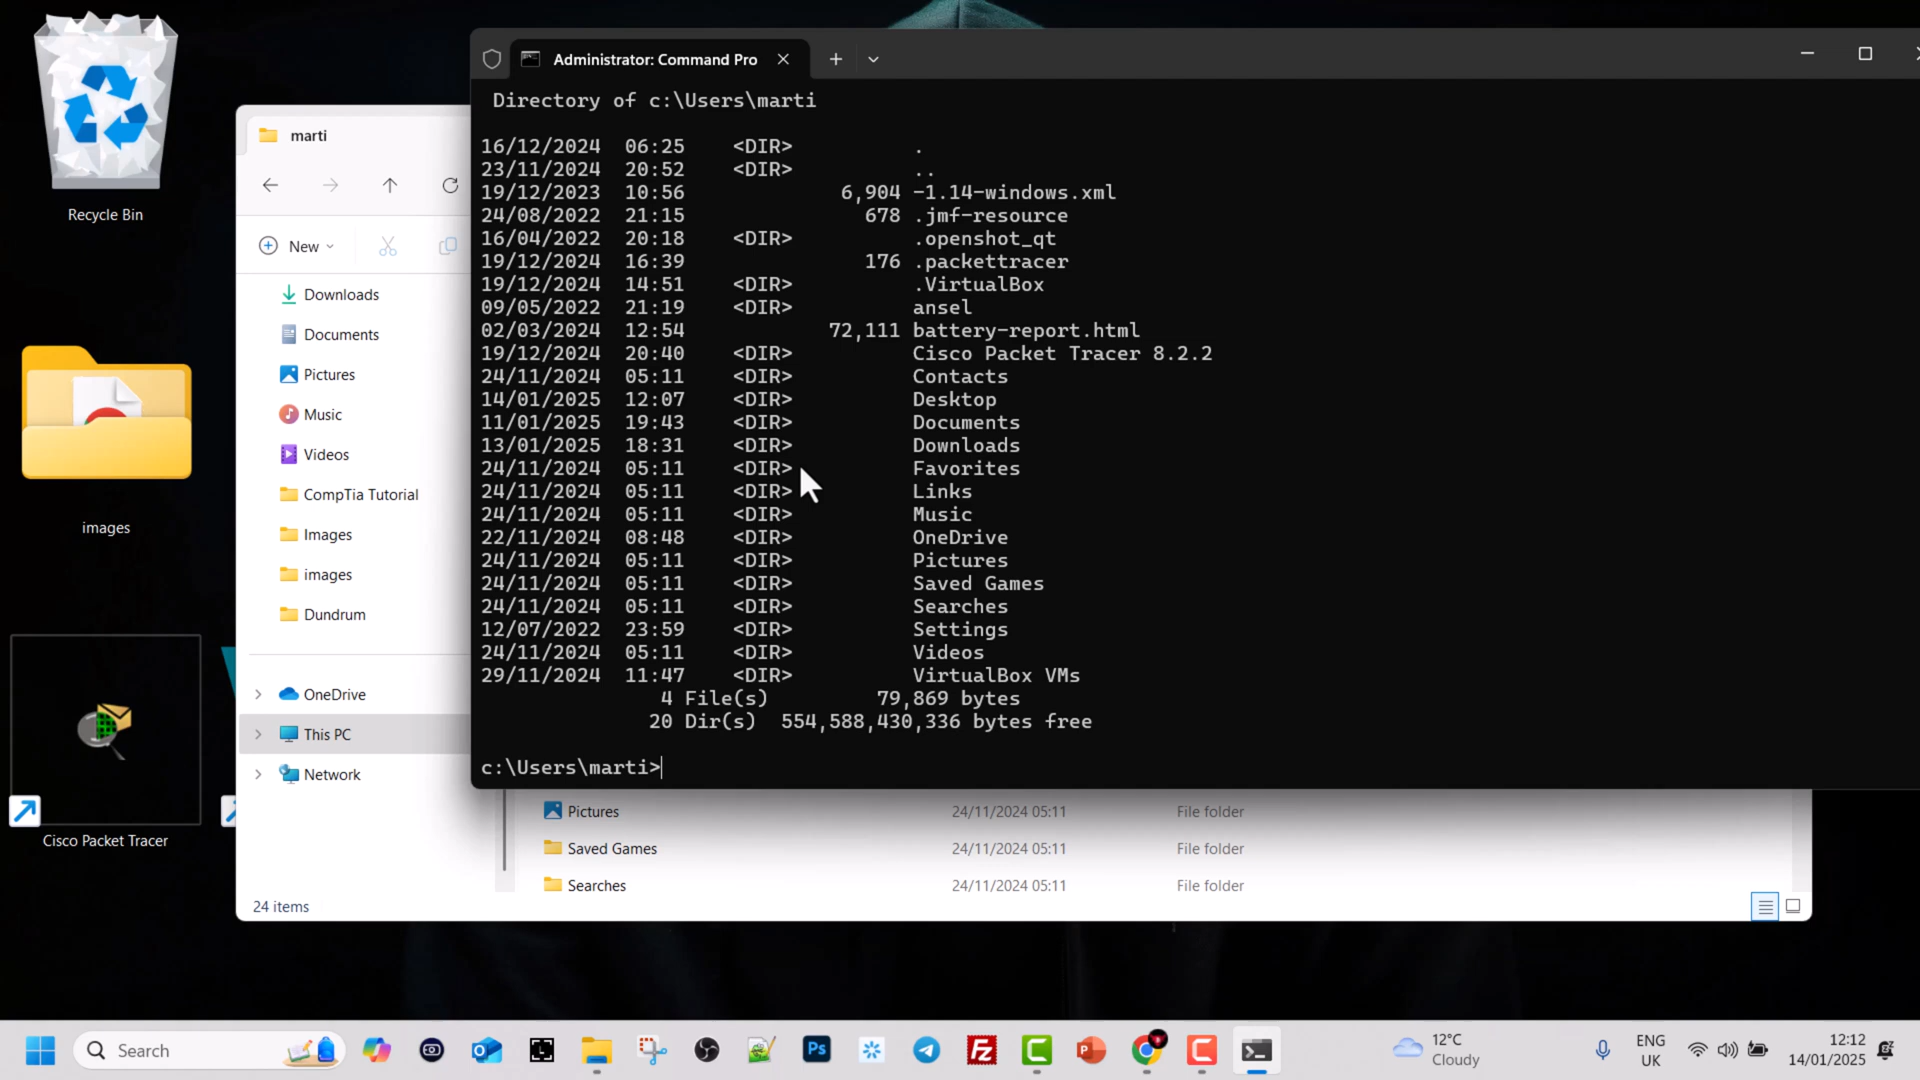 Recycle Bin
images
Cisco Packet Tracer
marti
New
Downloads
Documents
Pictures
Music
Videos
CompTia Tutorial
Images
images
Dundrum
OneDrive
This PC
Network
24 items
Administrator: Command Pro
Directory of c:\Users\marti
16/12/2024 06:25 <DIR> .
23/11/2024 20:52 <DIR> ..
19/12/2023 10:56 6,904 -1.14-windows.xml
24/08/2022 21:15 678 .jmf-resource
16/04/2022 20:18 <DIR> .openshot_qt
19/12/2024 16:39 176 .packettracer
19/12/2024 14:51 <DIR> .VirtualBox
09/05/2022 21:19 <DIR> ansel
02/03/2024 12:54 72,111 battery-report.html
19/12/2024 20:40 <DIR> Cisco Packet Tracer 8.2.2
24/11/2024 05:11 <DIR> Contacts
14/01/2025 12:07 <DIR> Desktop
11/01/2025 19:43 <DIR> Documents
13/01/2025 18:31 <DIR> Downloads
24/11/2024 05:11 <DIR> Favorites
24/11/2024 05:11 <DIR> Links
24/11/2024 05:11 <DIR> Music
22/11/2024 08:48 <DIR> OneDrive
24/11/2024 05:11 <DIR> Pictures
24/11/2024 05:11 <DIR> Saved Games
24/11/2024 05:11 <DIR> Searches
12/07/2022 23:59 <DIR> Settings
24/11/2024 05:11 <DIR> Videos
29/11/2024 11:47 <DIR> VirtualBox VMs
4 File(s) 79,869 bytes
20 Dir(s) 554,588,430,336 bytes free
c:\Users\marti>
Pictures 24/11/2024 05:11 File folder
Saved Games 24/11/2024 05:11 File folder
Searches 24/11/2024 05:11 File folder
Search
Ps
Fz
C
P
C
12°C
Cloudy
ENG
UK
12:12
14/01/2025